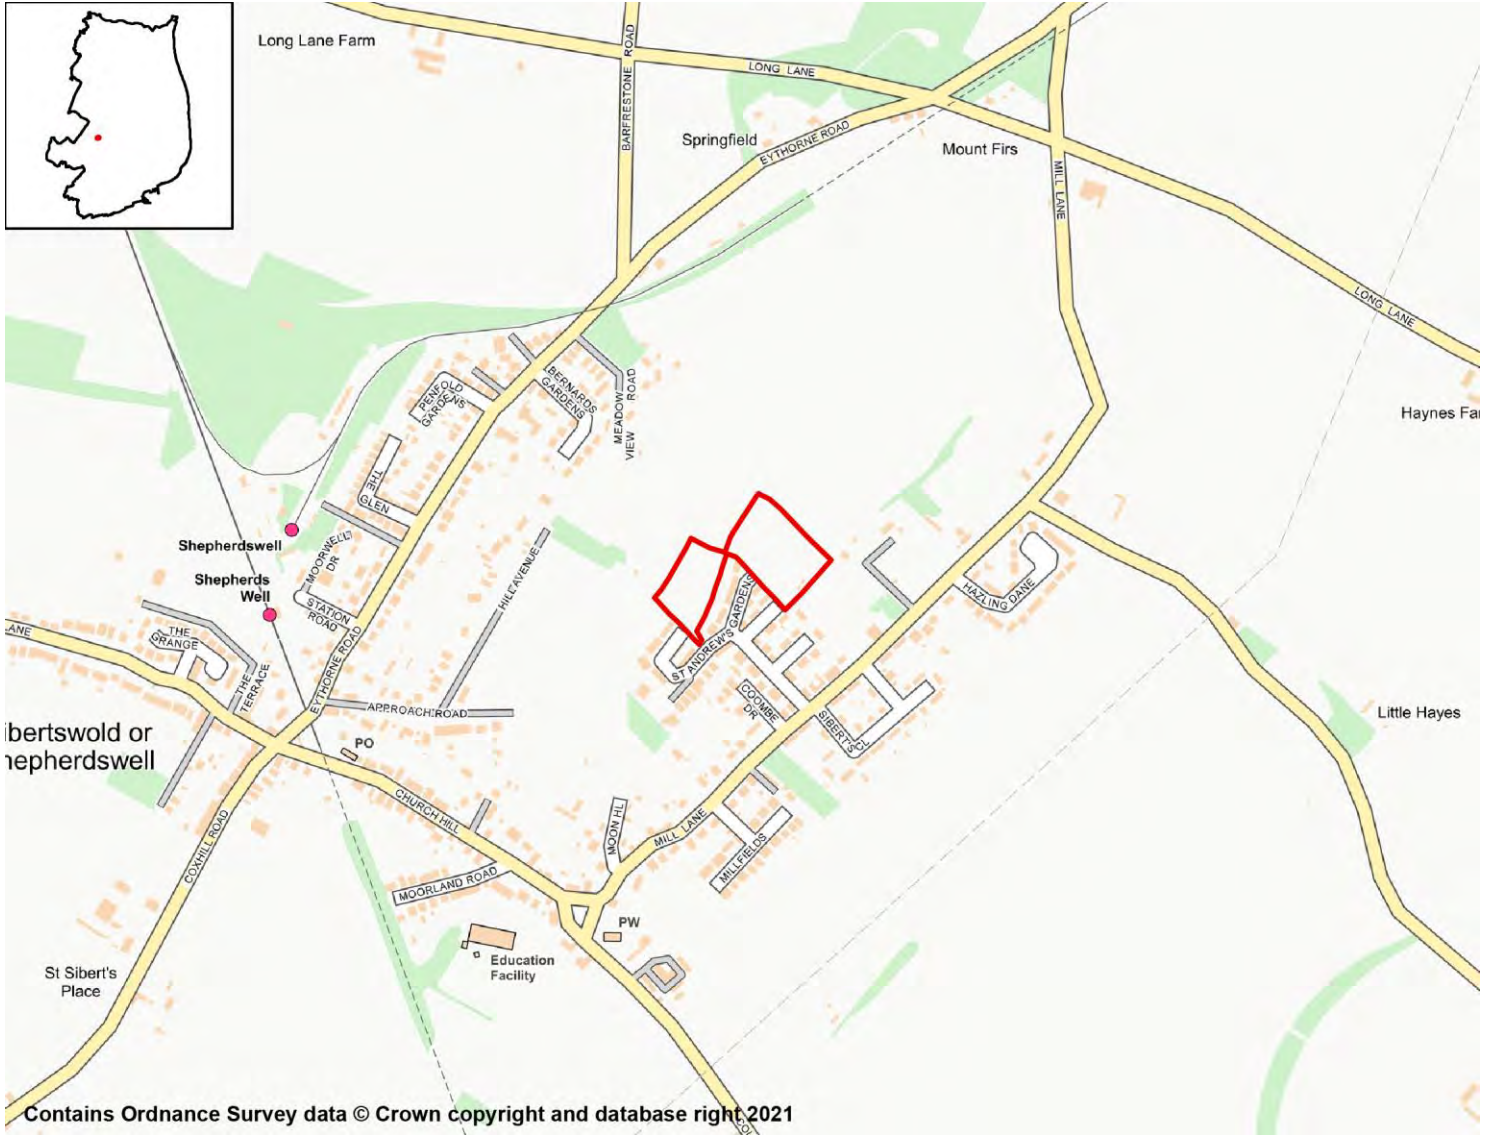 Long Lane Farm
BARFRESTONE ROAD
LONG LANE
Springfield
EYTHORNE ROAD
Mount Firs
MILL LANE
LONG LANE
PENFOLD
GARDENS
BERNARDS
GARDENS
MEADOW
VIEW ROAD
Haynes Fa
THE
GLEN
Shepherdswell
MOORWELL
DR
Shepherds
Well
STATION
ROAD
HILL AVENUE
HAZLING DANE
ANE
THE
GRANGE
THE
TERRACE
EYTHORNE ROAD
ST ANDREW'S GARDENS
APPROACH ROAD
COOMBE
DR
SIBERT'S
CL
Little Hayes
ibertswold or
hepherdswell
PO
CHURCH HILL
COXHILL ROAD
MOON HL
MILL LANE
MILLFIELDS
MOORLAND ROAD
PW
Education
Facility
St Sibert's
Place
Contains Ordnance Survey data © Crown copyright and database right 2021